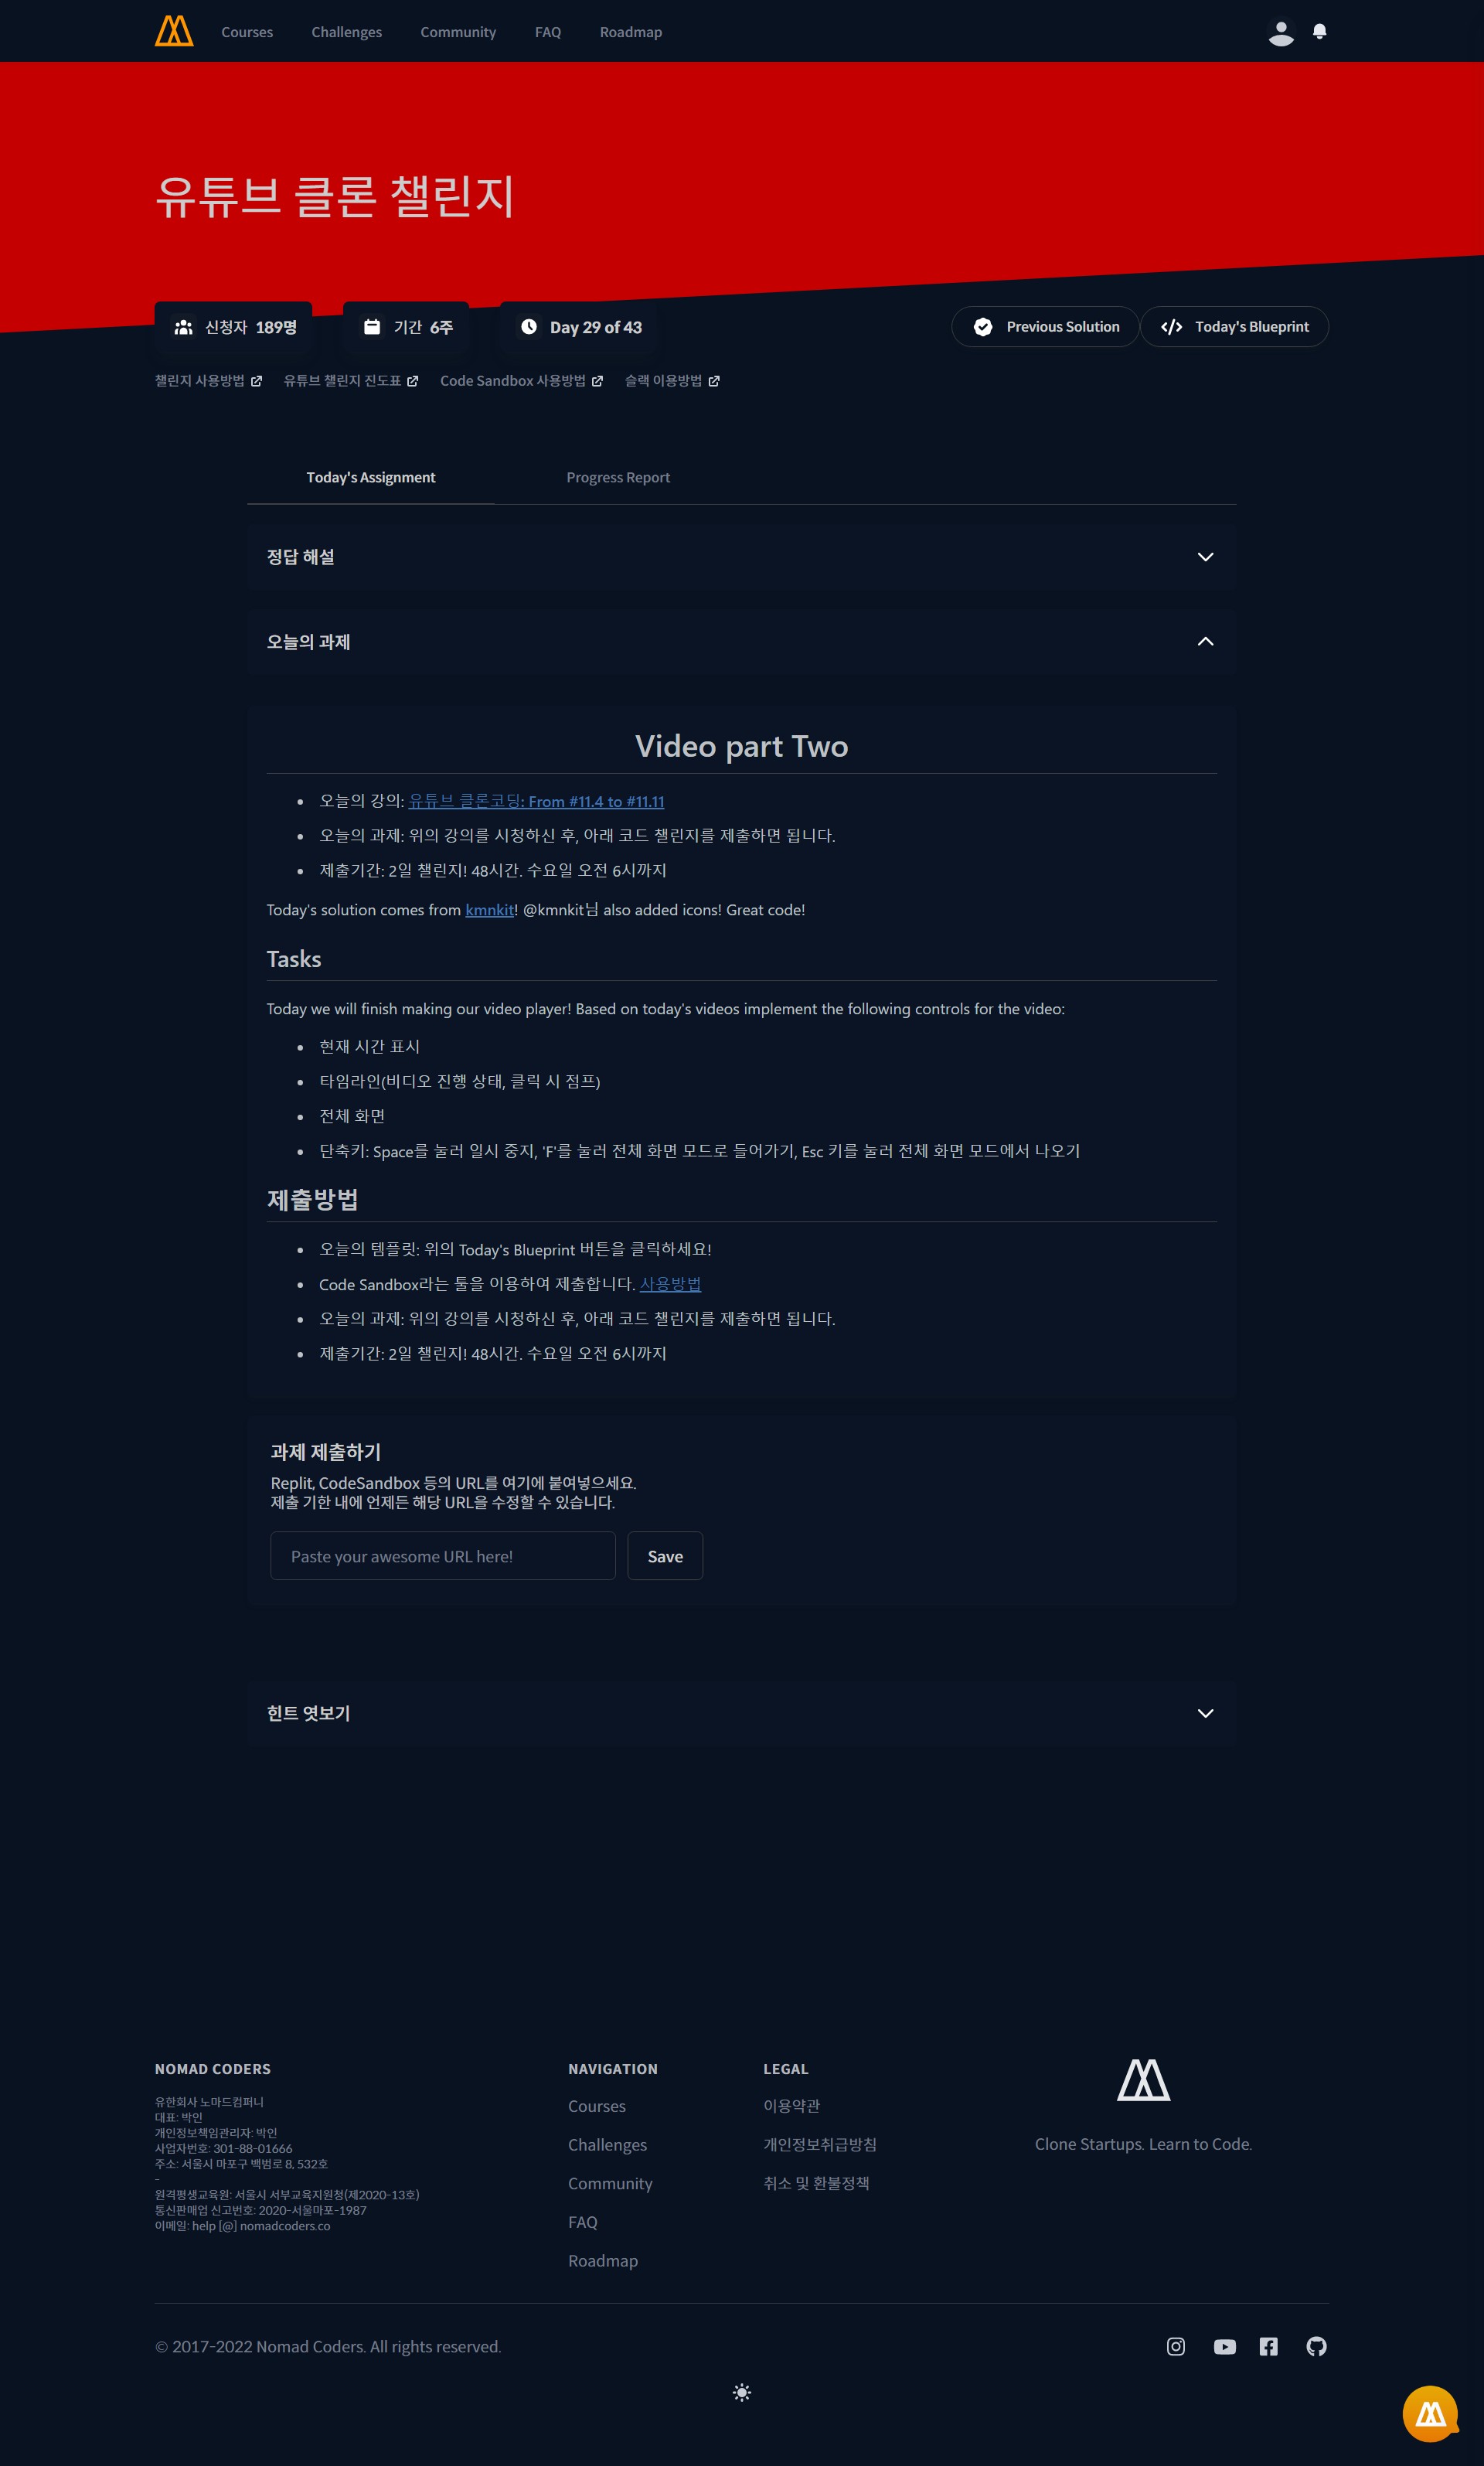 Courses Challenges Community FAQ Roadmap
유튜브 클론 챌린지
신청자 189명 기간 6주 Day 29 of 43 Previous Solution Today's Blueprint
챌린지 사용방법 유튜브 챌린지 진도표 Code Sandbox 사용방법 슬랙 이용방법
Today's Assignment Progress Report
정답 해설
오늘의 과제
Video part Two
오늘의 강의: 유튜브 클론코딩: From #11.4 to #11.11
오늘의 과제: 위의 강의를 시청하신 후, 아래 코드 챌린지를 제출하면 됩니다.
제출기간: 2일 챌린지! 48시간. 수요일 오전 6시까지
Today's solution comes from kmnkit! @kmnkit님 also added icons! Great code!
Tasks
Today we will finish making our video player! Based on today's videos implement the following controls for the video:
현재 시간 표시
타임라인(비디오 진행 상태, 클릭 시 점프)
전체 화면
단축키: Space를 눌러 일시 중지, 'F'를 눌러 전체 화면 모드로 들어가기, Esc 키를 눌러 전체 화면 모드에서 나오기
제출방법
오늘의 템플릿: 위의 Today's Blueprint 버튼을 클릭하세요!
Code Sandbox라는 툴을 이용하여 제출합니다. 사용방법
오늘의 과제: 위의 강의를 시청하신 후, 아래 코드 챌린지를 제출하면 됩니다.
제출기간: 2일 챌린지! 48시간. 수요일 오전 6시까지
과제 제출하기
Replit, CodeSandbox 등의 URL를 여기에 붙여넣으세요.
제출 기한 내에 언제든 해당 URL을 수정할 수 있습니다.
Paste your awesome URL here! Save
힌트 엿보기
NOMAD CODERS
유한회사 노마드컴퍼니
대표: 박인
개인정보책임관리자: 박인
사업자번호: 301-88-01666
주소: 서울시 마포구 백범로 8, 532호
-
원격평생교육원: 서울시 서부교육지원청(제2020-13호)
통신판매업 신고번호: 2020-서울마포-1987
이메일: help [@] nomadcoders.co
NAVIGATION
Courses
Challenges
Community
FAQ
Roadmap
LEGAL
이용약관
개인정보취급방침
취소 및 환불정책
Clone Startups. Learn to Code.
© 2017-2022 Nomad Coders. All rights reserved.